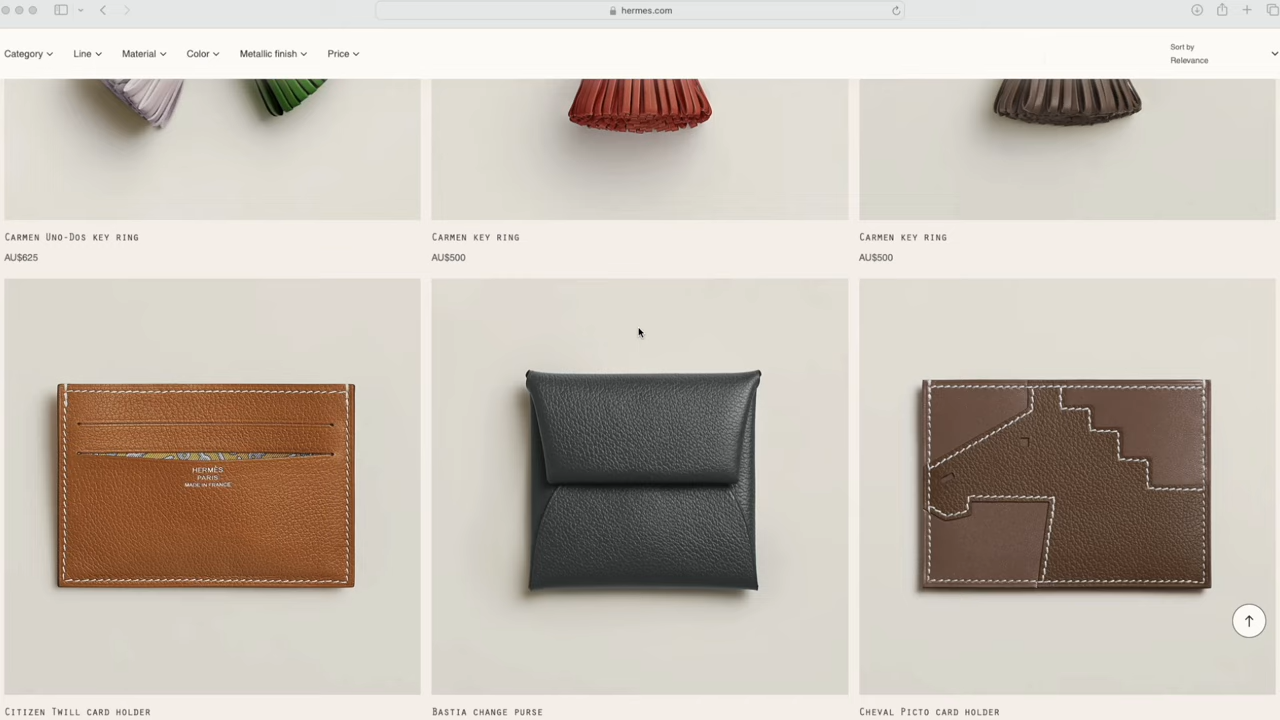 hermes.com
Category
Line
Material
Color
Metallic finish
Price
Sort by
Relevance
CARMEN UNO-DOS KEY RING
AU$625
CARMEN KEY RING
AU$500
CARMEN KEY RING
AU$500
HERMÈS
PARIS
MADE IN FRANCE
CITIZEN TWILL CARD HOLDER
BASTIA CHANGE PURSE
CHEVAL PICTO CARD HOLDER